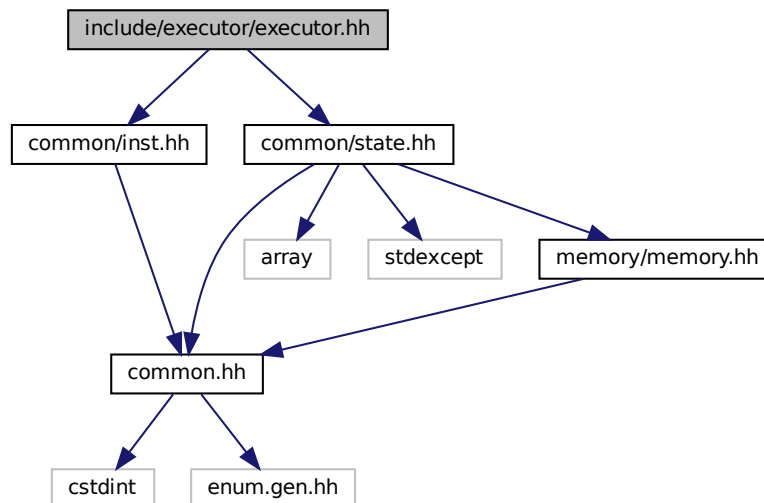 include/executor/executor.hh
common/inst.hh
common/state.hh
array
stdexcept
memory/memory.hh
common.hh
cstdint
enum.gen.hh